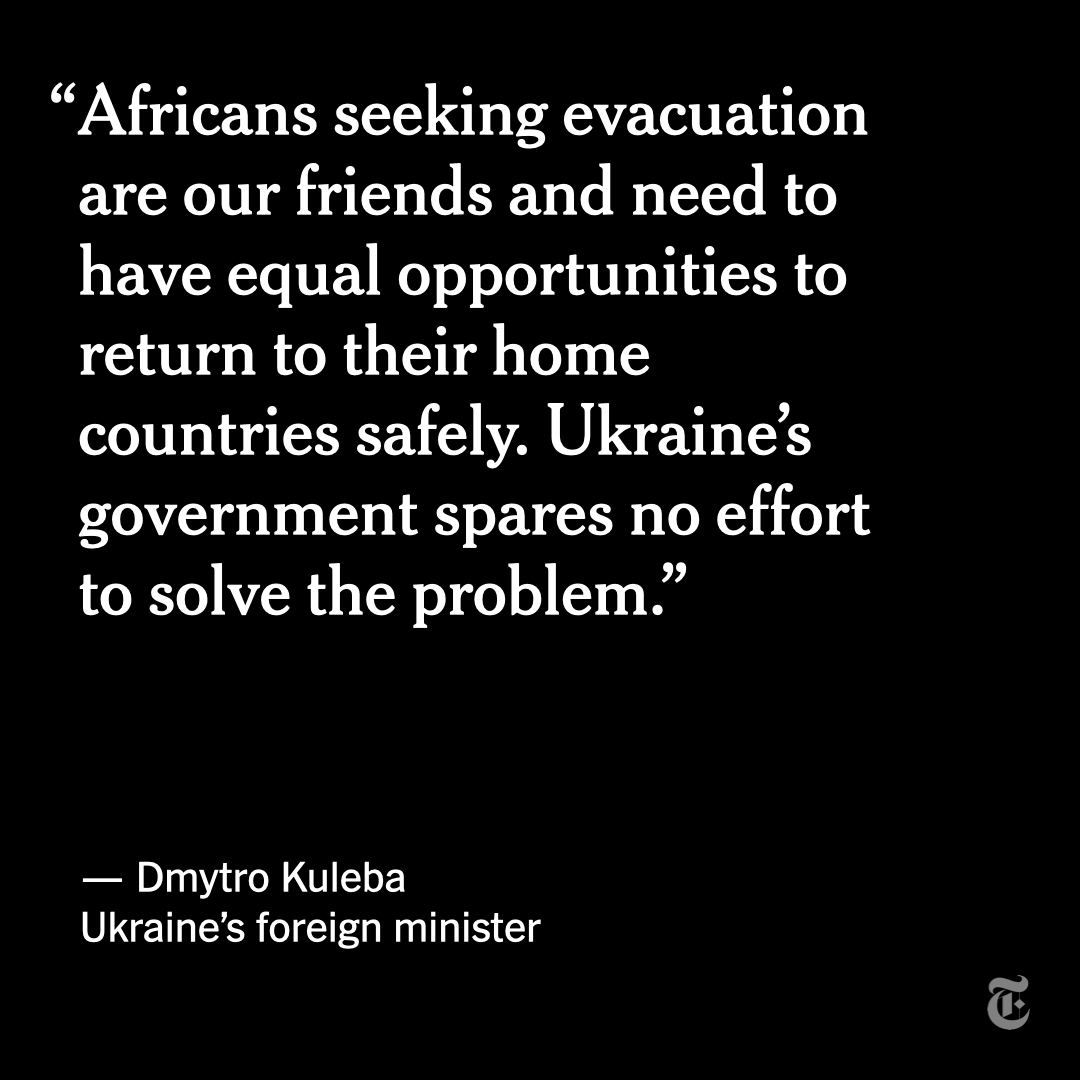 “Africans seeking evacuation
are our friends and need to
have equal opportunities to
return to their home
countries safely. Ukraine’s
government spares no effort
to solve the problem.”
— Dmytro Kuleba
Ukraine’s foreign minister
T